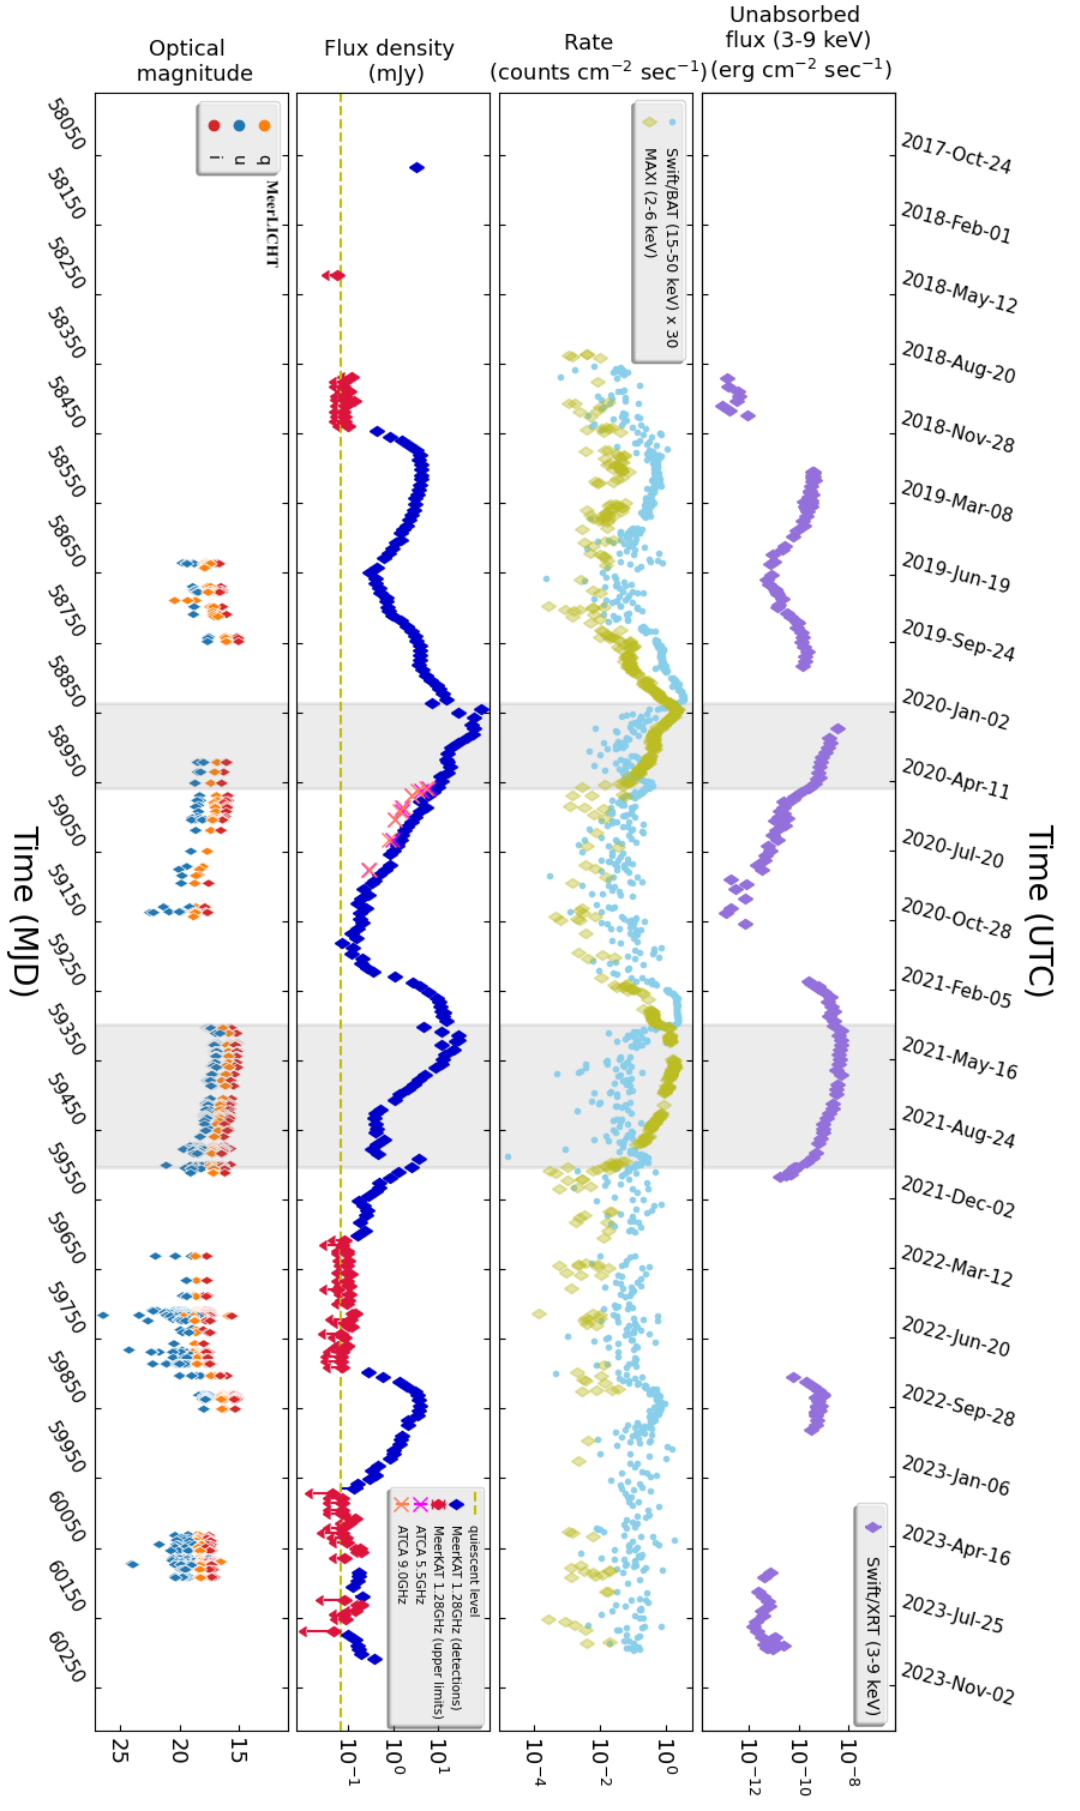 Time (UTC)
2017-Oct-24
2018-Feb-01
2018-May-12
2018-Aug-20
2018-Nov-28
2019-Mar-08
2019-Jun-19
2019-Sep-24
2020-Jan-02
2020-Apr-11
2020-Jul-20
2020-Oct-28
2021-Feb-05
2021-May-16
2021-Aug-24
2021-Dec-02
2022-Mar-12
2022-Jun-20
2022-Sep-28
2023-Jan-06
2023-Apr-16
2023-Jul-25
2023-Nov-02
Unabsorbed
flux (3-9 keV)
(erg cm⁻² sec⁻¹)
10⁻⁸
10⁻¹⁰
10⁻¹²
Swift/XRT (3-9 keV)
Rate
(counts cm⁻² sec⁻¹)
10⁰
10⁻²
10⁻⁴
Swift/BAT (15-50 keV) x 30
MAXI (2-6 keV)
Flux density
(mJy)
10¹
10⁰
10⁻¹
quiescent level
MeerKAT 1.28GHz (detections)
MeerKAT 1.28GHz (upper limits)
ATCA 5.5GHz
ATCA 9.0GHz
Optical
magnitude
15
20
25
MeerLICHT
q
u
i
58050
58150
58250
58350
58450
58550
58650
58750
58850
58950
59050
59150
59250
59350
59450
59550
59650
59750
59850
59950
60050
60150
60250
Time (MJD)